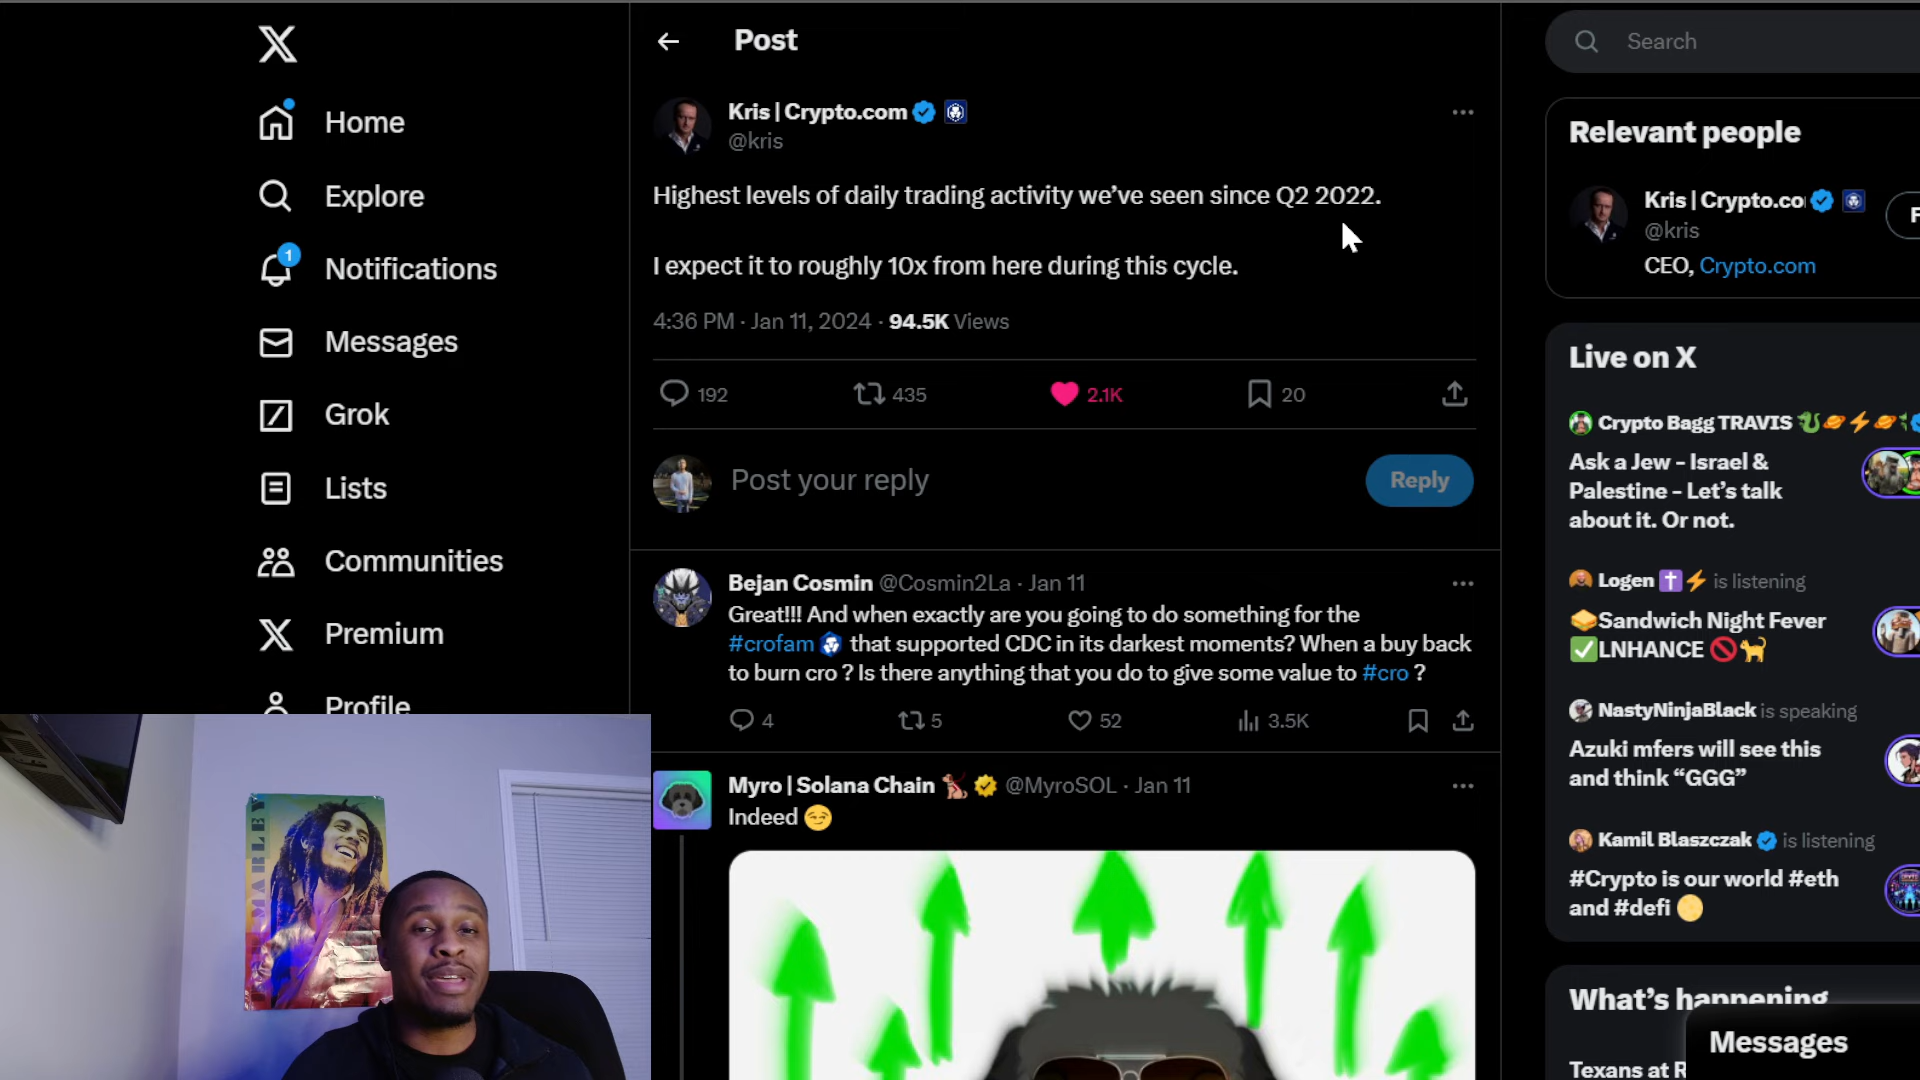 Home
Explore
1
Notifications
Messages
Grok
Lists
Communities
Premium
Profile
MARLEY
Post
Kris | Crypto.com
@kris
Highest levels of daily trading activity we've seen since Q2 2022.
I expect it to roughly 10x from here during this cycle.
4:36 PM · Jan 11, 2024 · 94.5K Views
192
435
2.1K
20
Post your reply
Reply
Bejan Cosmin @Cosmin2La · Jan 11
Great!!! And when exactly are you going to do something for the
#crofam that supported CDC in its darkest moments? When a buy back
to burn cro ? Is there anything that you do to give some value to #cro ?
4
5
52
3.5K
Myro | Solana Chain @MyroSOL · Jan 11
Indeed 😏
Search
Relevant people
Kris | Crypto.co
@kris
F
CEO, Crypto.com
Live on X
Crypto Bagg TRAVIS
Ask a Jew - Israel &
Palestine - Let's talk
about it. Or not.
Logen ✝️⚡ is listening
Sandwich Night Fever
✅LNHANCE 🚫🐈
NastyNinjaBlack is speaking
Azuki mfers will see this
and think “GGG”
Kamil Blaszczak is listening
#Crypto is our world #eth
and #defi 🌕
What's happening
Messages
Texans at R